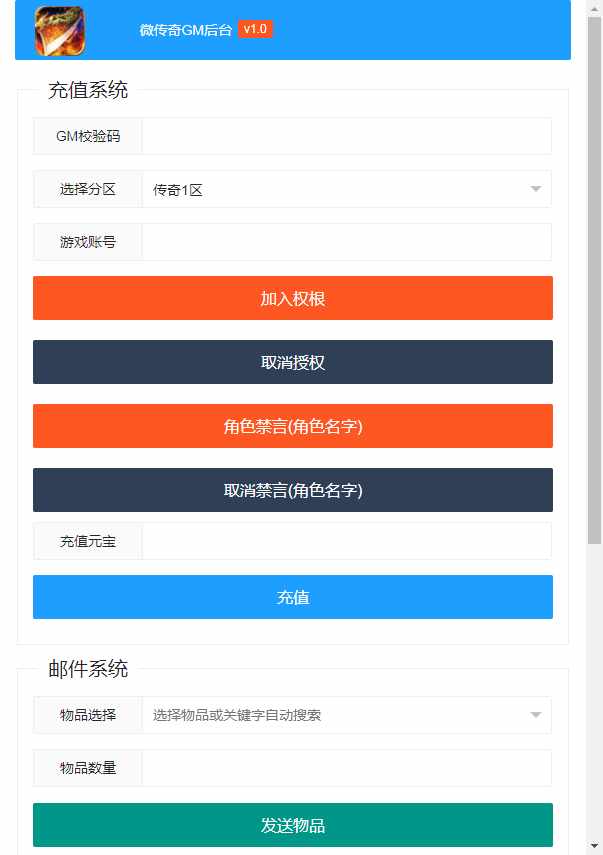 微传奇GM后台 v1.0
充值系统
GM校验码
选择分区 传奇1区
游戏账号
加入权根
取消授权
角色禁言(角色名字)
取消禁言(角色名字)
充值元宝
充值
邮件系统
物品选择 选择物品或关键字自动搜索
物品数量
发送物品